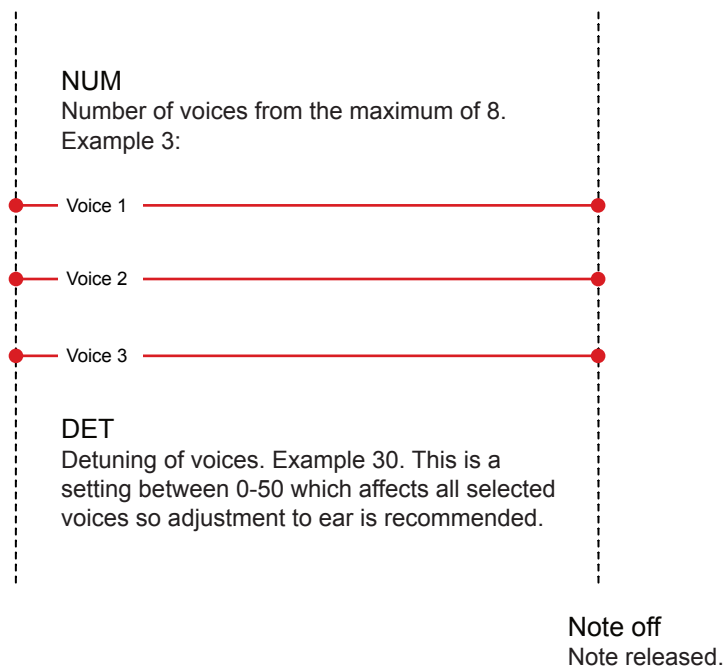 NUM
Number of voices from the maximum of 8.
Example 3:
Voice 1
Voice 2
Voice 3
DET
Detuning of voices. Example 30. This is a
setting between 0-50 which affects all selected
voices so adjustment to ear is recommended.
Note off
Note released.